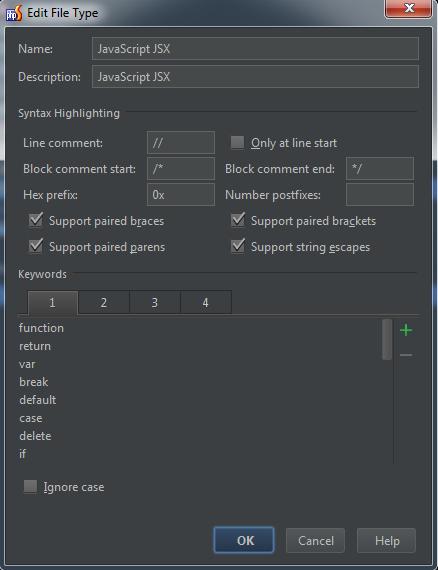 Edit File Type
Name: JavaScript JSX
Description: JavaScript JSX
Syntax Highlighting
Line comment: // Only at line start
Block comment start: /* Block comment end: */
Hex prefix: 0x Number postfixes:
Support paired braces Support paired brackets
Support paired parens Support string escapes
Keywords
1 2 3 4
function
return
var
break
default
case
delete
if
Ignore case
OK Cancel Help